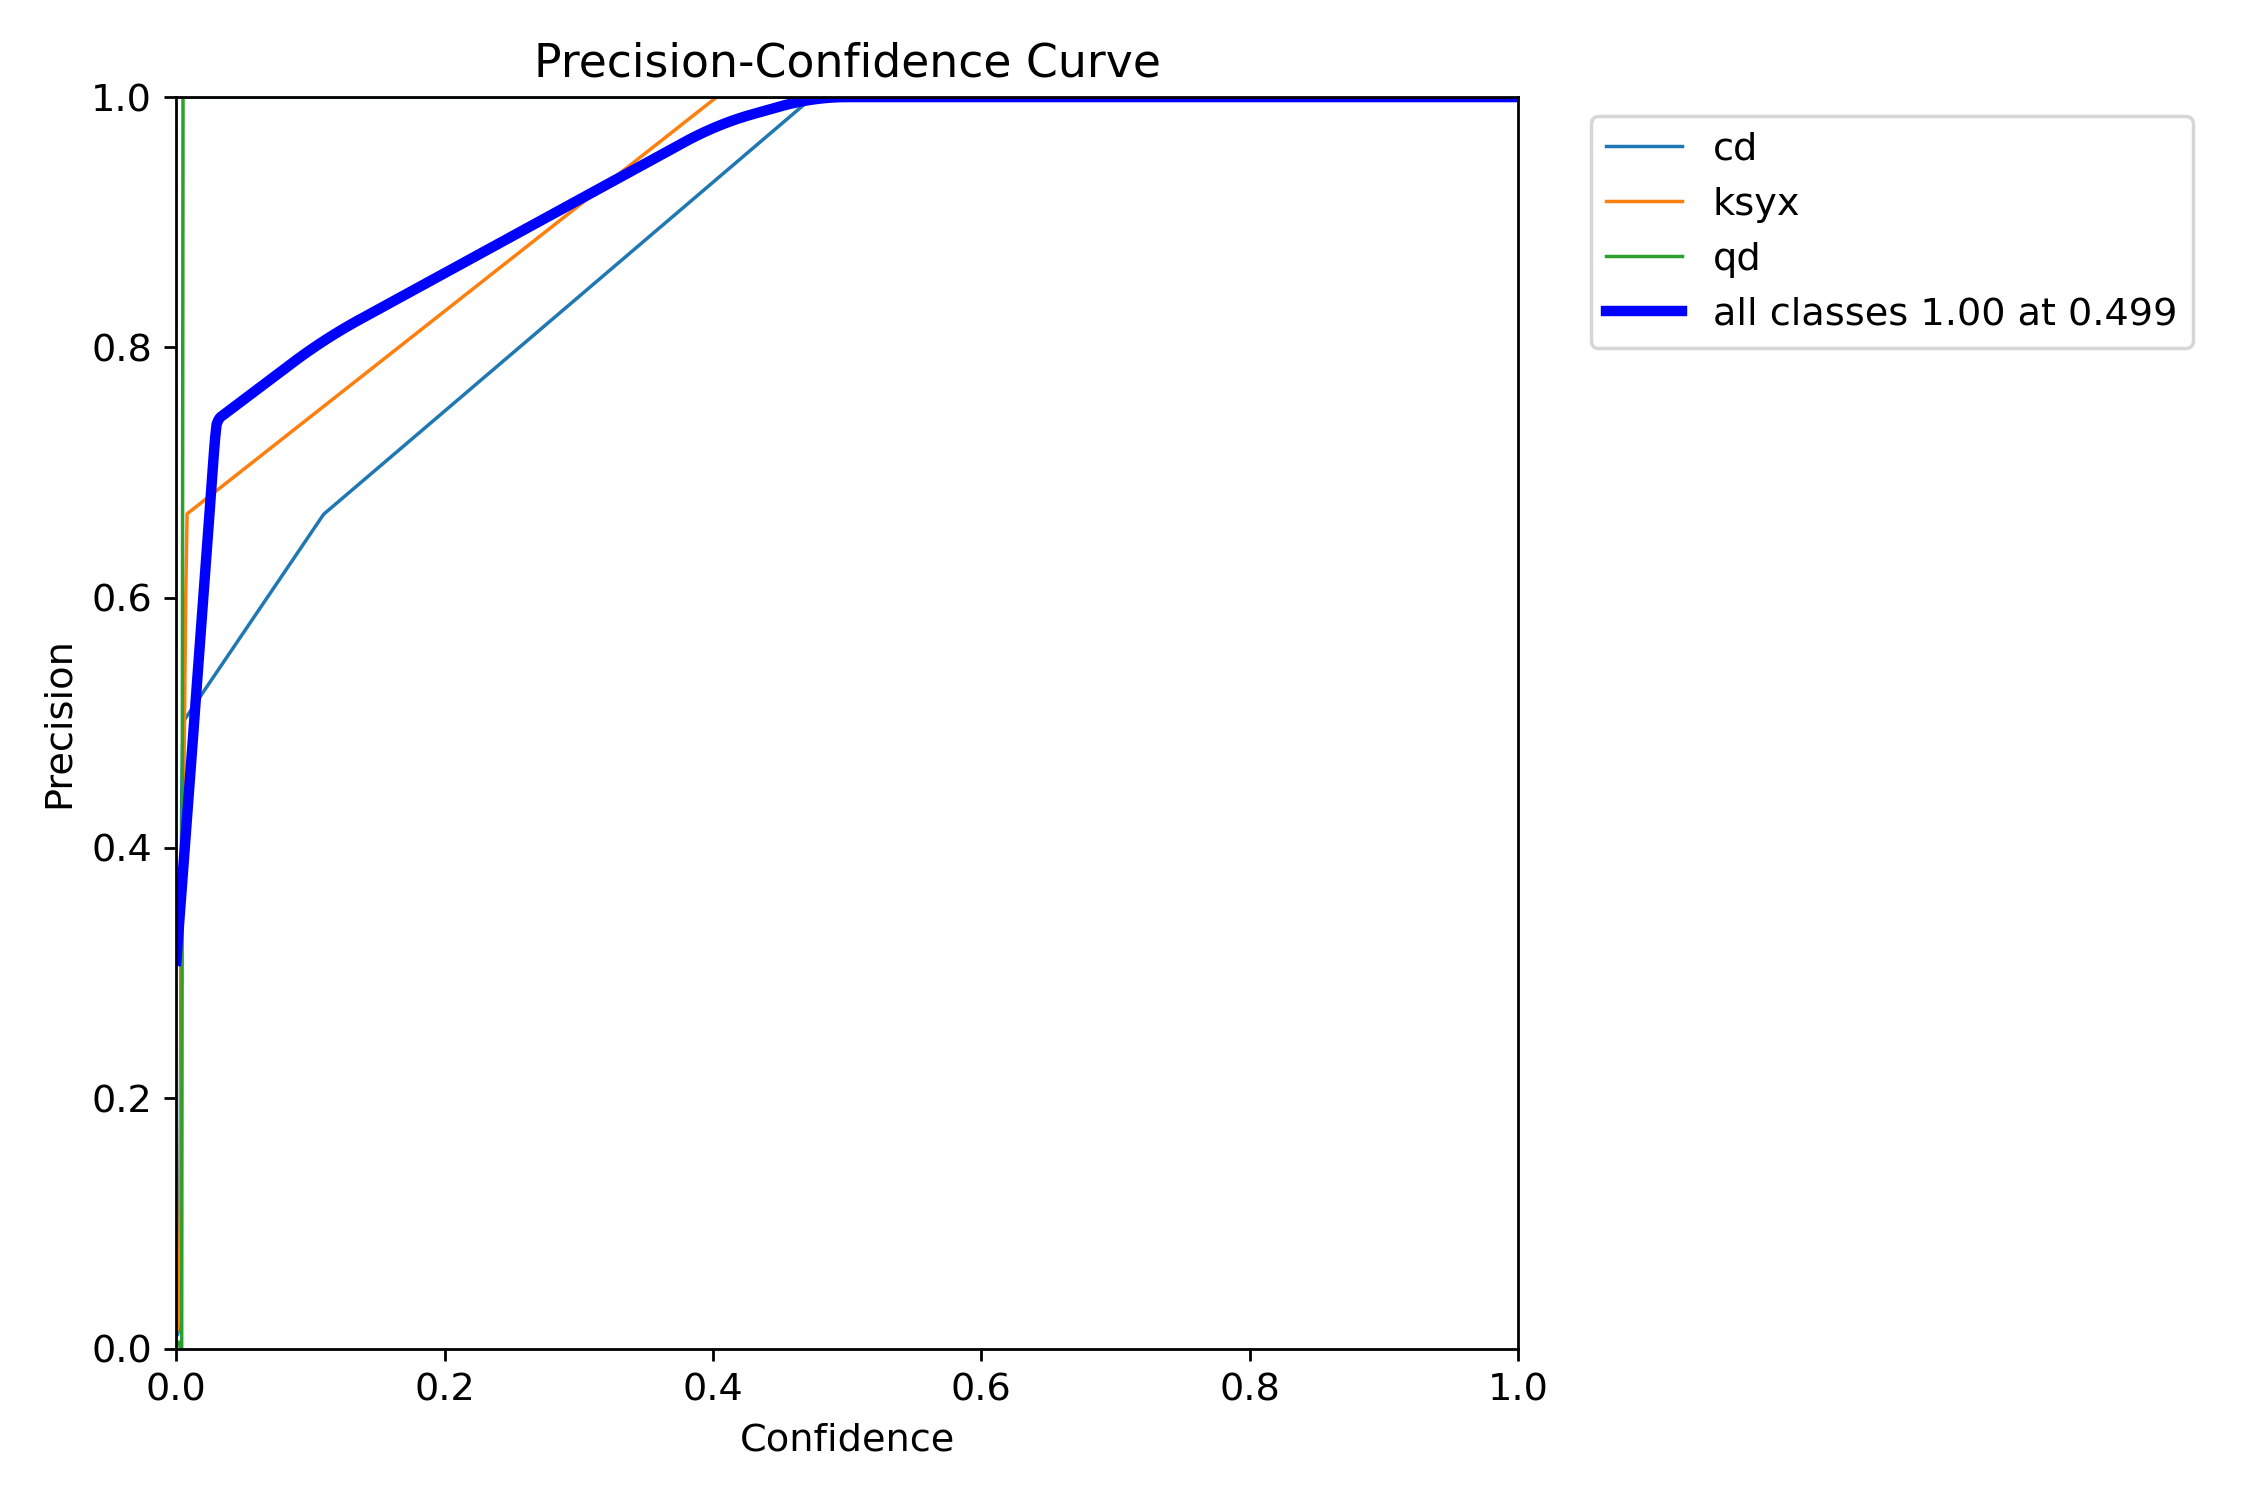 Precision-Confidence Curve
1.0
0.8
0.6
0.4
0.2
0.0
Precision
0.0 0.2 0.4 0.6 0.8 1.0
Confidence
cd
ksyx
qd
all classes 1.00 at 0.499